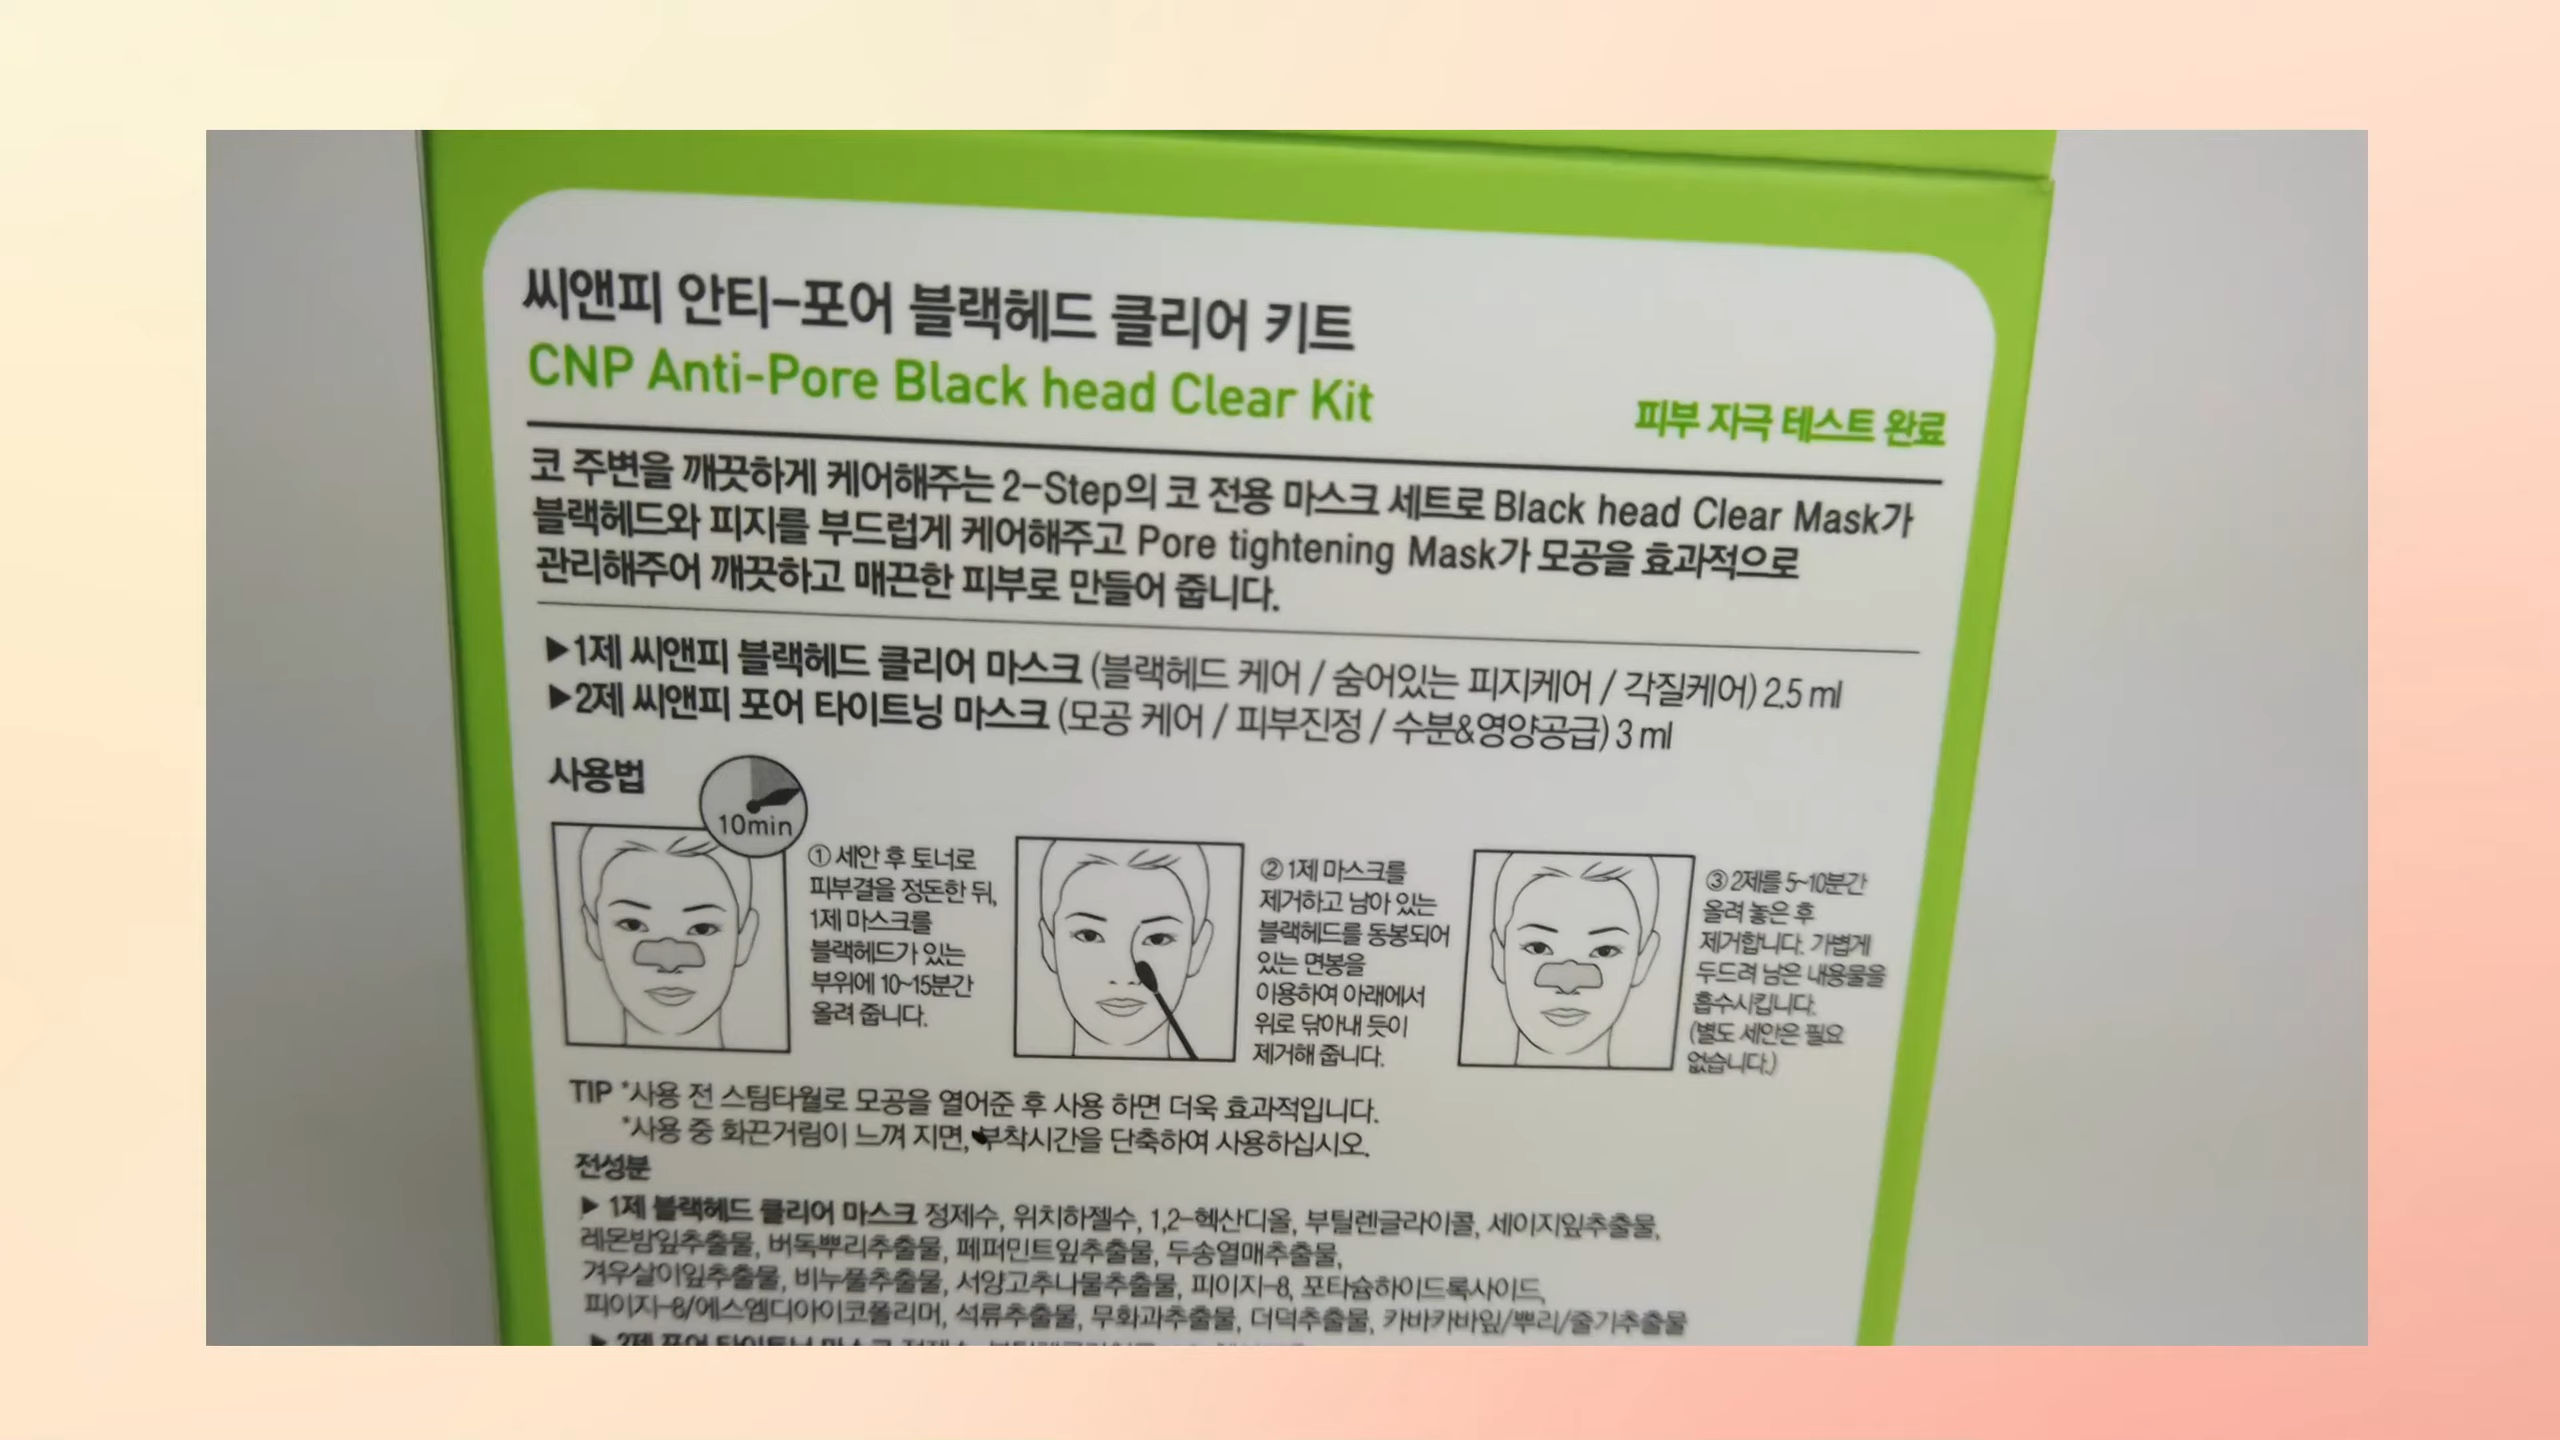 씨앤피 안티-포어 블랙헤드 클리어 키트
CNP Anti-Pore Black head Clear Kit
피부 자극 테스트 완료
코 주변을 깨끗하게 케어해주는 2-Step의 코 전용 마스크 세트로 Black head Clear Mask가
블랙헤드와 피지를 부드럽게 케어해주고 Pore tightening Mask가 모공을 효과적으로
관리해주어 깨끗하고 매끈한 피부로 만들어 줍니다.
▶1제 씨앤피 블랙헤드 클리어 마스크 (블랙헤드 케어 / 숨어있는 피지케어 / 각질케어) 2.5 ml
▶2제 씨앤피 포어 타이트닝 마스크 (모공 케어 / 피부진정 / 수분&영양공급) 3 ml
사용법
10min
① 세안 후 토너로
피부결을 정돈한 뒤,
1제 마스크를
블랙헤드가 있는
부위에 10~15분간
올려 줍니다.
② 1제 마스크를
제거하고 남아 있는
블랙헤드를 동봉되어
있는 면봉을
이용하여 아래에서
위로 닦아내 듯이
제거해 줍니다.
③ 2제를 5~10분간
올려 놓은 후
제거합니다. 가볍게
두드려 남은 내용물을
흡수시킵니다.
(별도 세안은 필요
없습니다.)
TIP *사용 전 스팀타월로 모공을 열어준 후 사용 하면 더욱 효과적입니다.
*사용 중 화끈거림이 느껴 지면, 부착시간을 단축하여 사용하십시오.
전성분
▶ 1제 블랙헤드 클리어 마스크 정제수, 위치하젤수, 1,2-헥산디올, 부틸렌글라이콜, 세이지잎추출물,
레몬밤잎추출물, 버독뿌리추출물, 페퍼민트잎추출물, 두송열매추출물,
겨우살이잎추출물, 비누풀추출물, 서양고추나물추출물, 피이지-8, 포타슘하이드록사이드,
피이지-8/에스엠디아이코폴리머, 석류추출물, 무화과추출물, 더덕추출물, 카바카바잎/뿌리/줄기추출물
▶ 2제 포어 타이트닝 마스크 정제수,